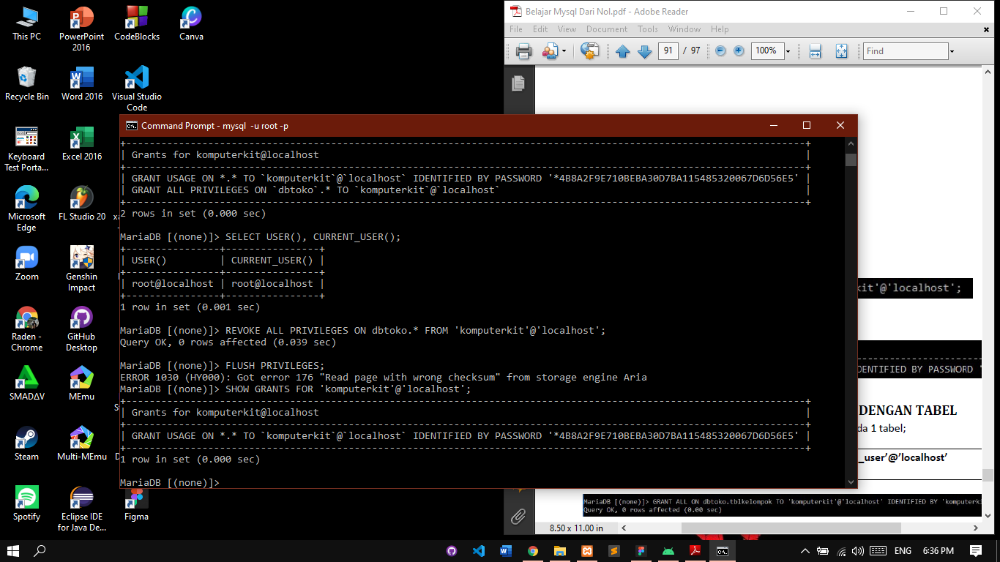 This PC
PowerPoint 2016
CodeBlocks
Canva
Recycle Bin
Word 2016
Visual Studio Code
Keyboard Test Porta...
Excel 2016
Microsoft Edge
FL Studio 20
Zoom
Genshin Impact
Raden - Chrome
GitHub Desktop
SMADΔV
MEmu
Steam
Multi-MEmu
Spotify
Eclipse IDE for Java De...
Figma
Belajar Mysql Dari Nol.pdf - Adobe Reader
File Edit View Document Tools Window Help
91 / 97 100% Find
Command Prompt - mysql -u root -p
+--------------------------------------------------------------------------------------------------------------------+
| Grants for komputerkit@localhost |
+--------------------------------------------------------------------------------------------------------------------+
| GRANT USAGE ON *.* TO `komputerkit`@`localhost` IDENTIFIED BY PASSWORD '*4B8A2F9E710BEBA30D7BA115485320067D6D56E5' |
| GRANT ALL PRIVILEGES ON `dbtoko`.* TO `komputerkit`@`localhost` |
+--------------------------------------------------------------------------------------------------------------------+
2 rows in set (0.000 sec)
MariaDB [(none)]> SELECT USER(), CURRENT_USER();
+----------------+----------------+
| USER() | CURRENT_USER() |
+----------------+----------------+
| root@localhost | root@localhost |
+----------------+----------------+
1 row in set (0.001 sec)
MariaDB [(none)]> REVOKE ALL PRIVILEGES ON dbtoko.* FROM 'komputerkit'@'localhost';
Query OK, 0 rows affected (0.039 sec)
MariaDB [(none)]> FLUSH PRIVILEGES;
ERROR 1030 (HY000): Got error 176 "Read page with wrong checksum" from storage engine Aria
MariaDB [(none)]> SHOW GRANTS FOR 'komputerkit'@'localhost';
+--------------------------------------------------------------------------------------------------------------------+
| Grants for komputerkit@localhost |
+--------------------------------------------------------------------------------------------------------------------+
| GRANT USAGE ON *.* TO `komputerkit`@`localhost` IDENTIFIED BY PASSWORD '*4B8A2F9E710BEBA30D7BA115485320067D6D56E5' |
+--------------------------------------------------------------------------------------------------------------------+
1 row in set (0.000 sec)
MariaDB [(none)]>
kit'@'localhost';
DENTIFIED BY PASSWORD '
DENGAN TABEL
da 1 tabel;
_user’@’localhost’
MariaDB [(none)]> GRANT ALL ON dbtoko.tblkelompok TO 'komputerkit'@'localhost' IDENTIFIED BY 'komputerki
Query OK, 0 rows affected (0.00 sec)
8.50 x 11.00 in
ENG 6:36 PM